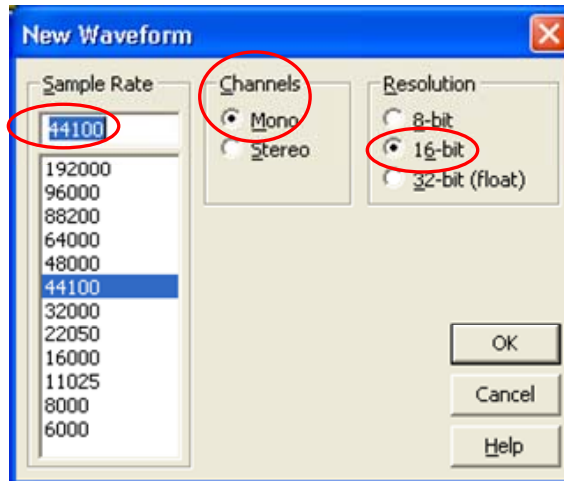 New Waveform
Sample Rate
44100
192000
96000
88200
64000
48000
44100
32000
22050
16000
11025
8000
6000
Channels
Mono
Stereo
Resolution
8-bit
16-bit
32-bit (float)
OK
Cancel
Help